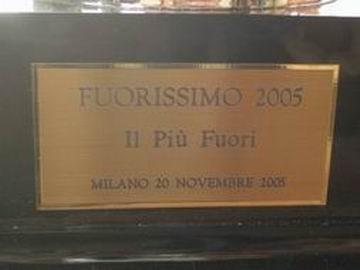 FUORISSIMO 2005
Il Più Fuori
MILANO 20 NOVEMBRE 2005